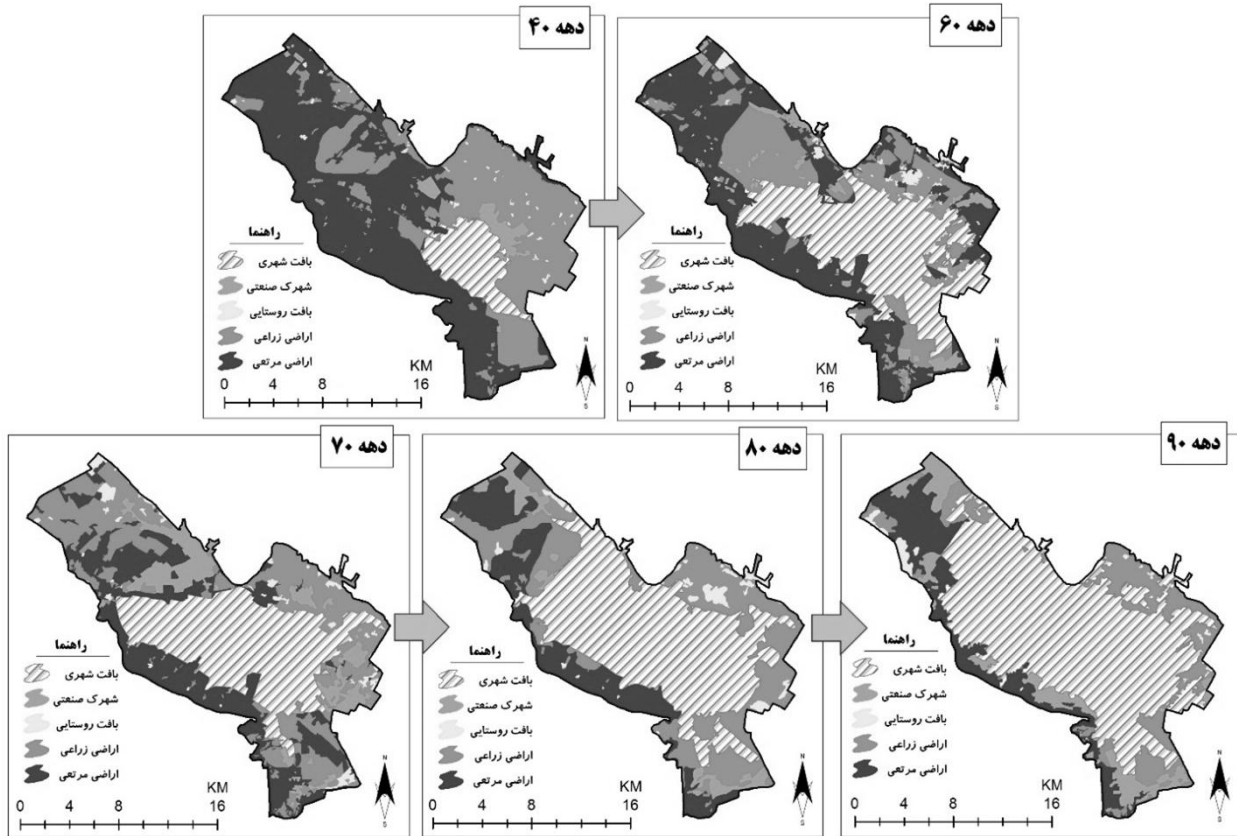 دهه ۴۰
راهنما
بافت شهری
شهرک صنعتی
بافت روستایی
اراضی زراعی
اراضی مرتعی
KM
0 4 8 16
N
S
دهه ۶۰
راهنما
بافت شهری
شهرک صنعتی
بافت روستایی
اراضی زراعی
اراضی مرتعی
KM
0 4 8 16
N
S
دهه ۷۰
راهنما
بافت شهری
شهرک صنعتی
بافت روستایی
اراضی زراعی
اراضی مرتعی
KM
0 4 8 16
N
S
دهه ۸۰
راهنما
بافت شهری
شهرک صنعتی
بافت روستایی
اراضی زراعی
اراضی مرتعی
KM
0 4 8 16
N
S
دهه ۹۰
راهنما
بافت شهری
شهرک صنعتی
بافت روستایی
اراضی زراعی
اراضی مرتعی
KM
0 4 8 16
N
S